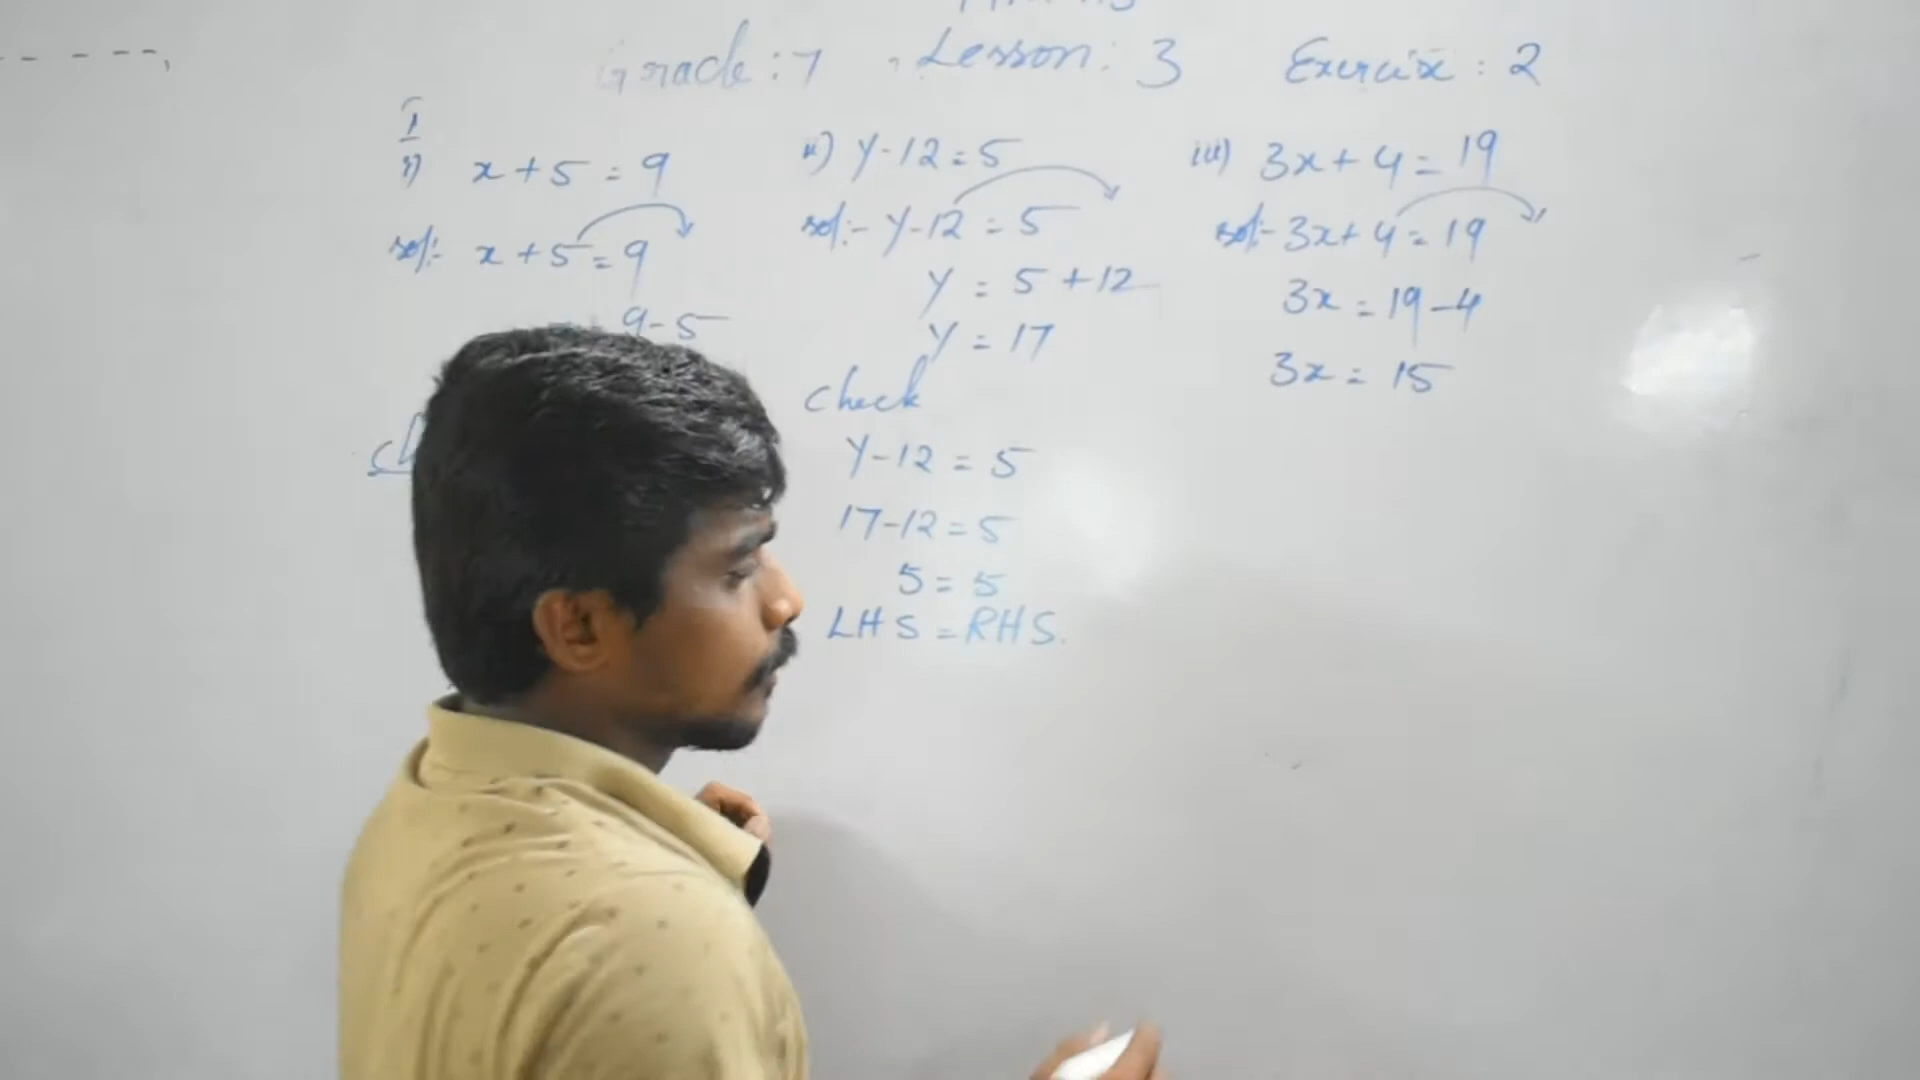 Grade : 7 Lesson : 3 Exercise : 2
I
i) x + 5 = 9
sol:- x + 5 = 9
9 - 5
ii) y - 12 = 5
sol:- y - 12 = 5
y = 5 + 12
y = 17
check
y - 12 = 5
17 - 12 = 5
5 = 5
LHS = RHS.
iii) 3x + 4 = 19
sol:- 3x + 4 = 19
3x = 19 - 4
3x = 15